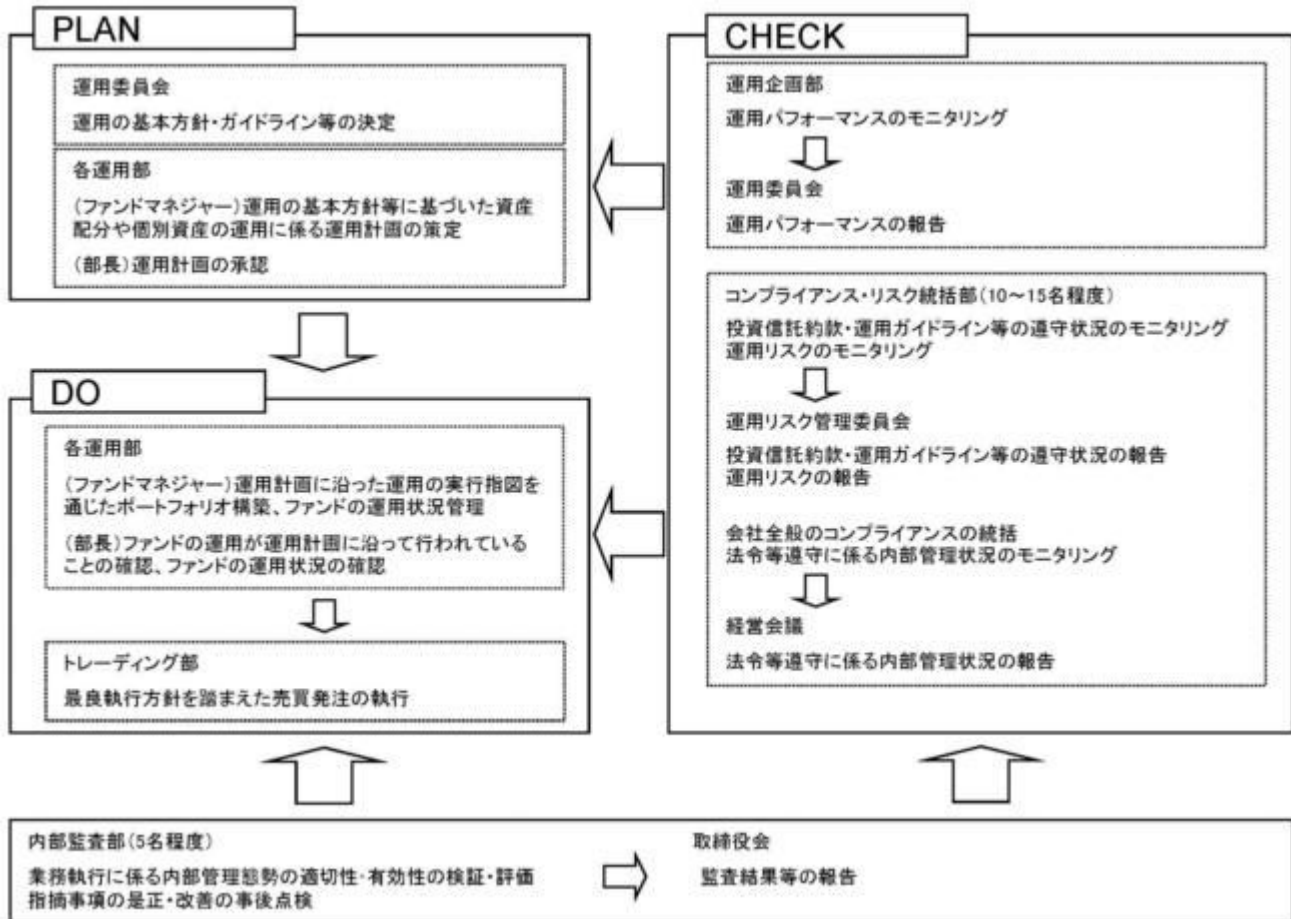 PLAN
運用委員会
運用の基本方針・ガイドライン等の決定
各運用部
(ファンドマネジャー)運用の基本方針等に基づいた資産
配分や個別資産の運用に係る運用計画の策定
(部長)運用計画の承認
DO
各運用部
(ファンドマネジャー)運用計画に沿った運用の実行指図を
通じたポートフォリオ構築、ファンドの運用状況管理
(部長)ファンドの運用が運用計画に沿って行われている
ことの確認、ファンドの運用状況の確認
トレーディング部
最良執行方針を踏まえた売買発注の執行
CHECK
運用企画部
運用パフォーマンスのモニタリング
運用委員会
運用パフォーマンスの報告
コンプライアンス・リスク統括部(10～15名程度)
投資信託約款・運用ガイドライン等の遵守状況のモニタリング
運用リスクのモニタリング
運用リスク管理委員会
投資信託約款・運用ガイドライン等の遵守状況の報告
運用リスクの報告
会社全般のコンプライアンスの統括
法令等遵守に係る内部管理状況のモニタリング
経営会議
法令等遵守に係る内部管理状況の報告
内部監査部(5名程度)
業務執行に係る内部管理態勢の適切性・有効性の検証・評価
指摘事項の是正・改善の事後点検
取締役会
監査結果等の報告